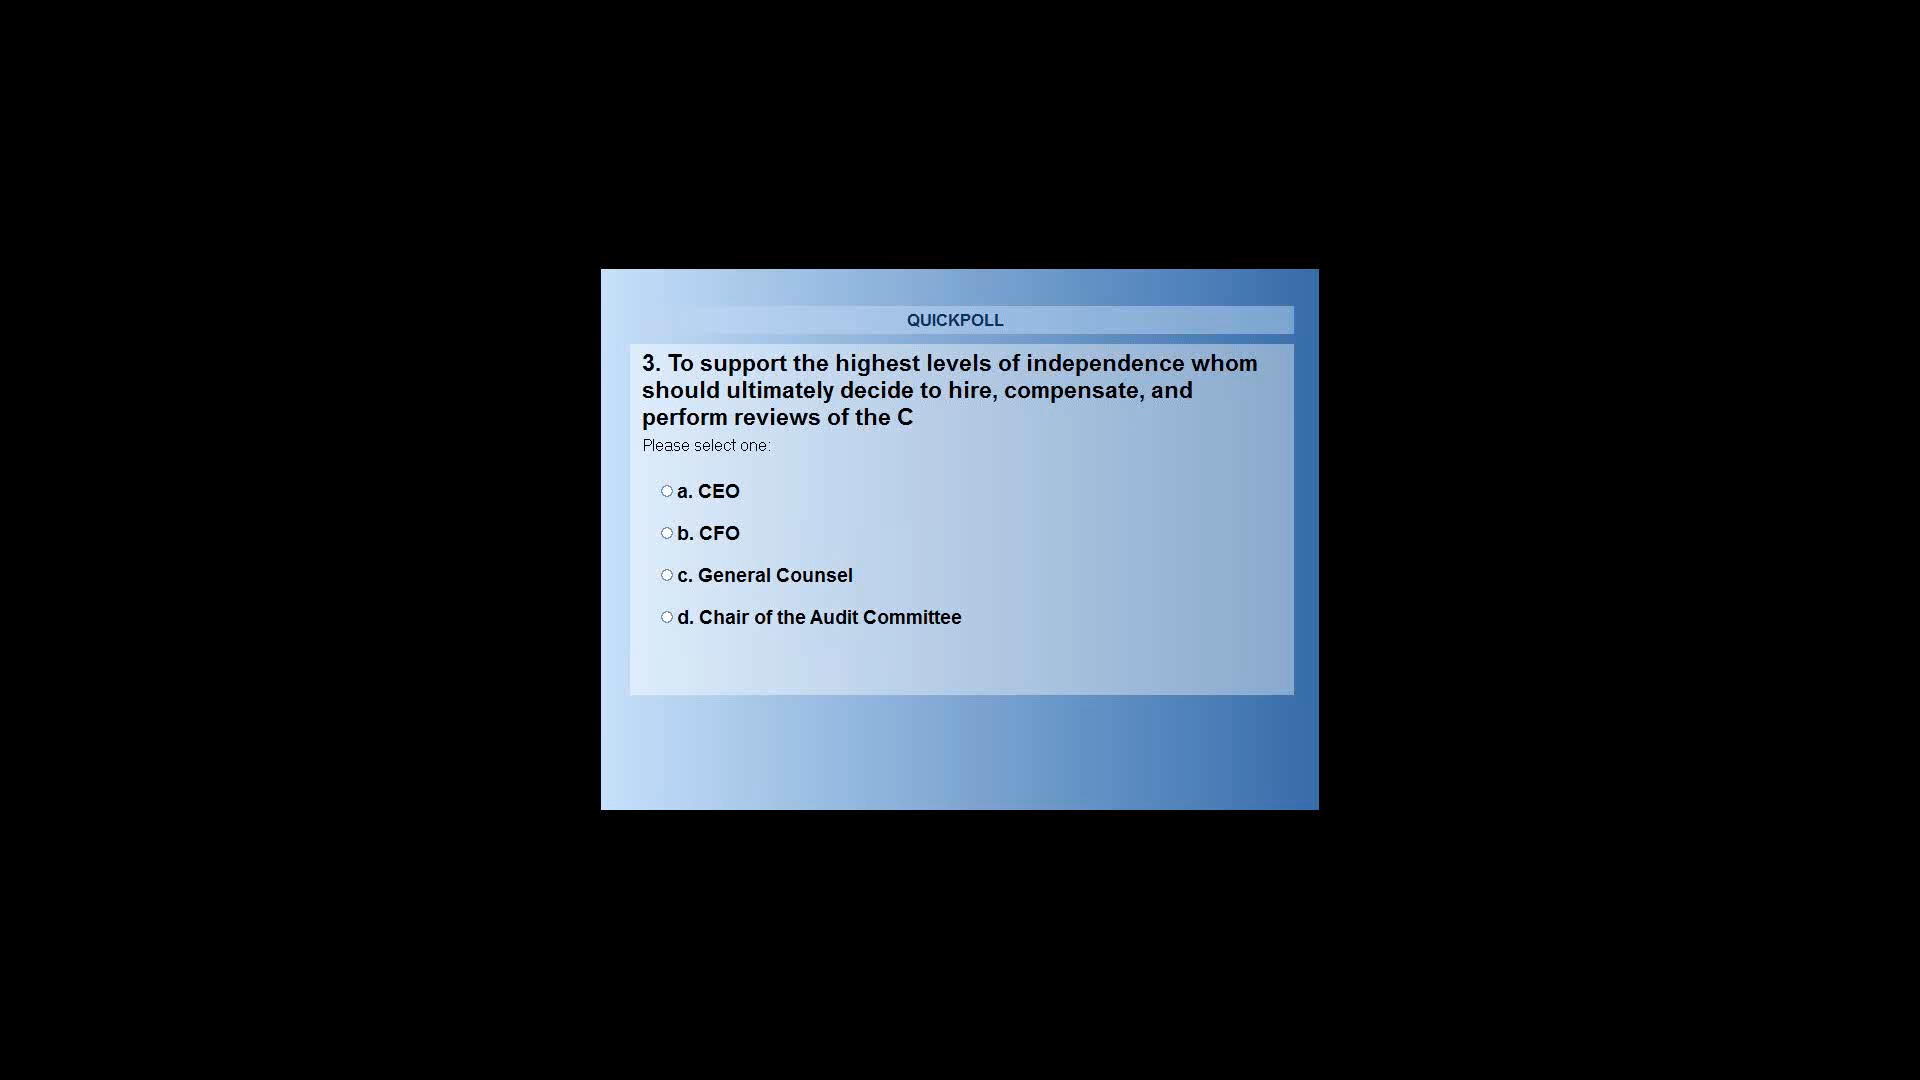 QUICKPOLL
3. To support the highest levels of independence whom
should ultimately decide to hire, compensate, and
perform reviews of the C
Please select one:
a. CEO
b. CFO
c. General Counsel
d. Chair of the Audit Committee